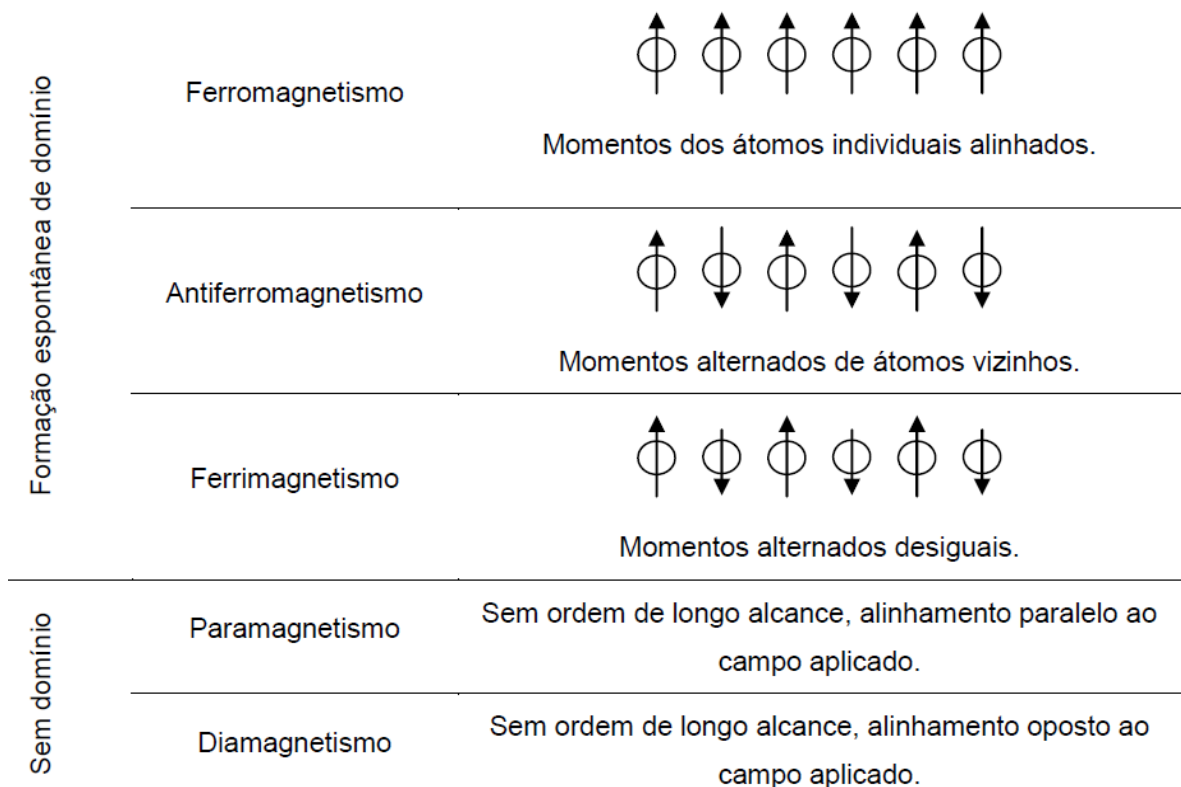 Formação espontânea de domínio
Ferromagnetismo
Momentos dos átomos individuais alinhados.
Antiferromagnetismo
Momentos alternados de átomos vizinhos.
Ferrimagnetismo
Momentos alternados desiguais.
Sem domínio
Paramagnetismo
Sem ordem de longo alcance, alinhamento paralelo ao
campo aplicado.
Diamagnetismo
Sem ordem de longo alcance, alinhamento oposto ao
campo aplicado.